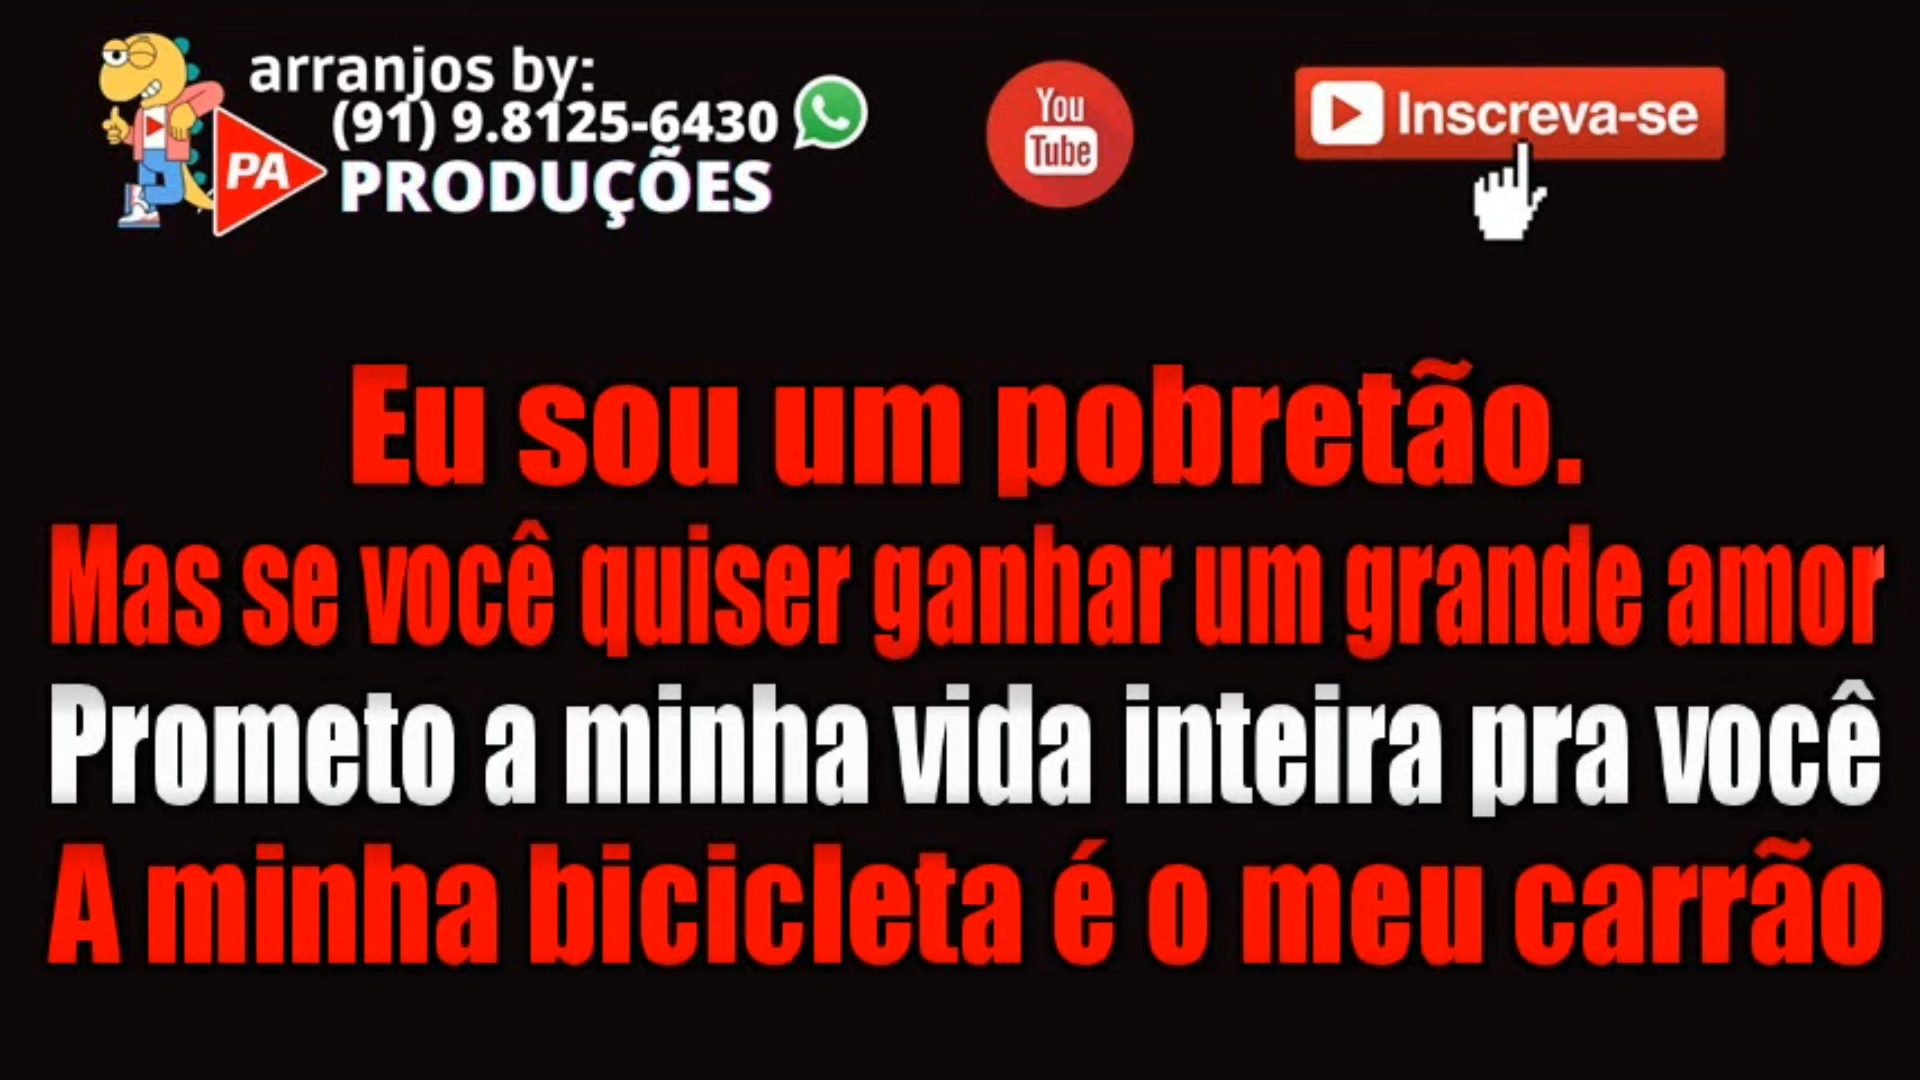 arranjos by:
(91) 9.8125-6430
PA
PRODUÇÕES
You
Tube
Inscreva-se
Eu sou um pobretão.
Mas se você quiser ganhar um grande amor
Prometo a minha vida inteira pra você
A minha bicicleta é o meu carrão